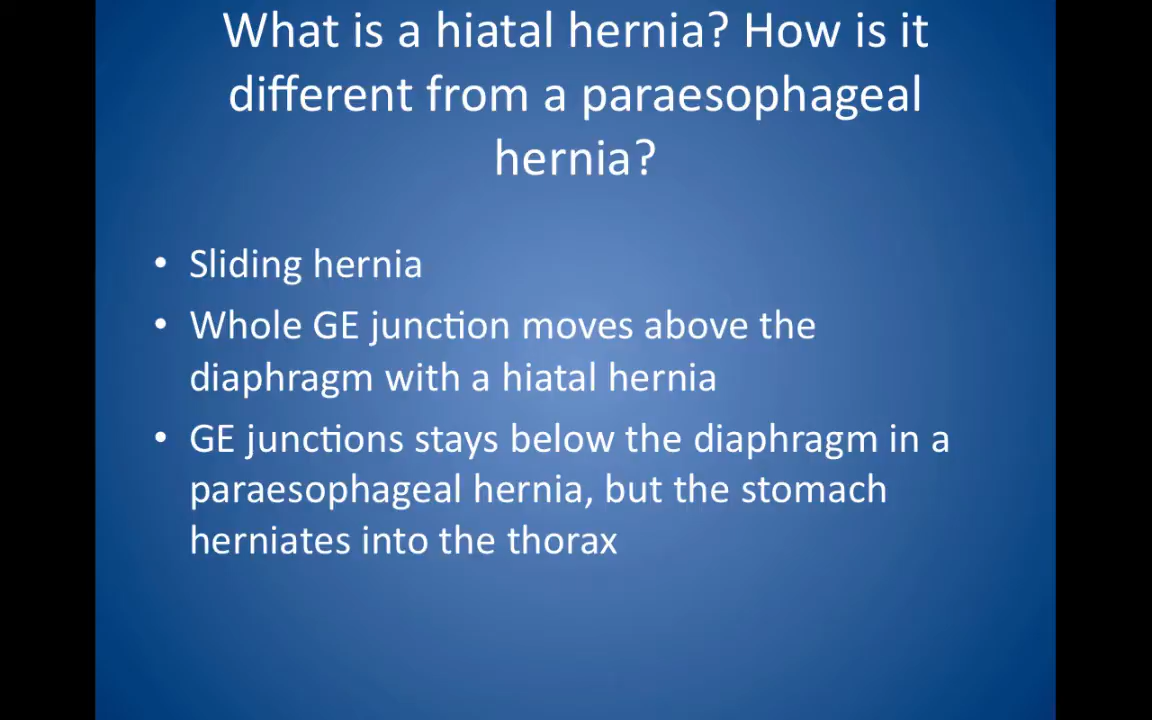 What is a hiatal hernia? How is it
different from a paraesophageal
hernia?
• Sliding hernia
• Whole GE junction moves above the
diaphragm with a hiatal hernia
• GE junctions stays below the diaphragm in a
paraesophageal hernia, but the stomach
herniates into the thorax